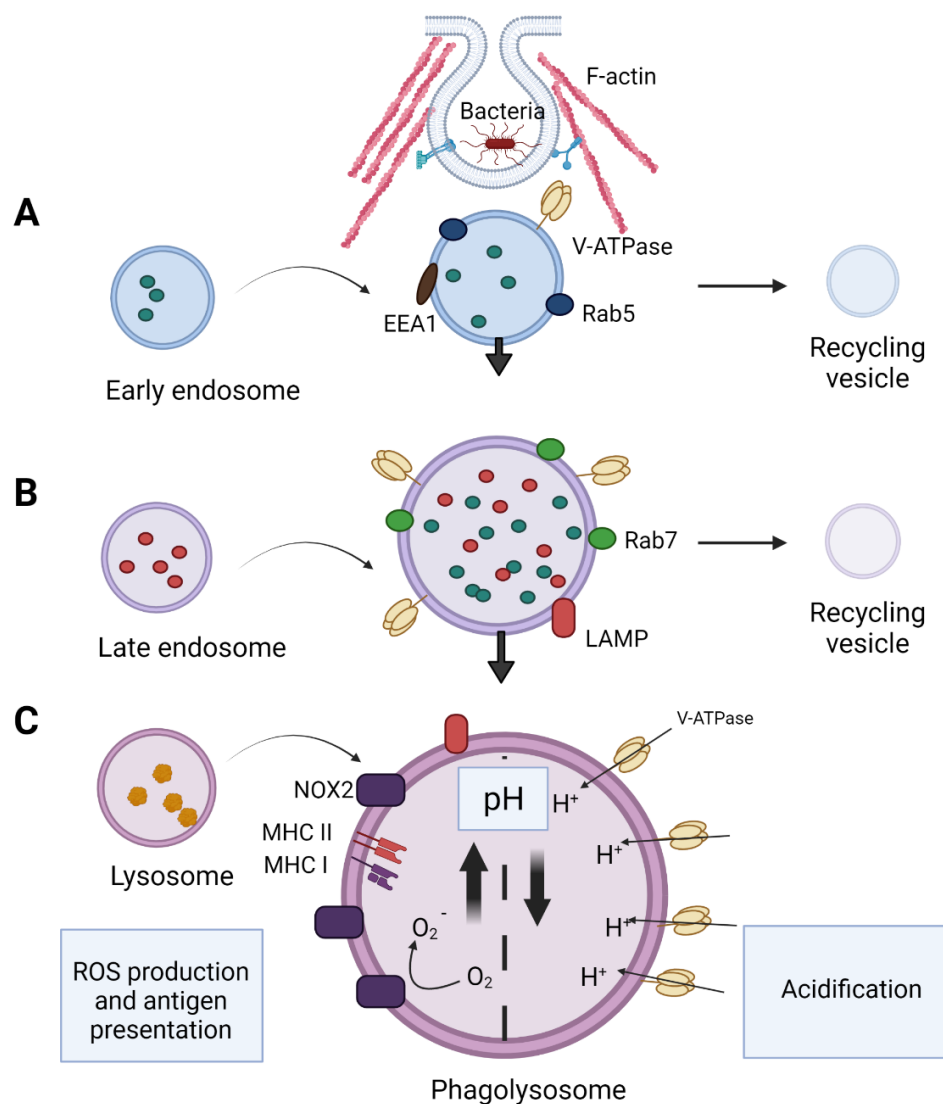 F-actin
Bacteria
A
V-ATPase
EEA1
Rab5
Early endosome
Recycling
vesicle
B
Rab7
LAMP
Late endosome
Recycling
vesicle
C
V-ATPase
NOX2
pH
H⁺
MHC II
MHC I
H⁺
Lysosome
O₂⁻
H⁺
O₂
H⁺
ROS production
and antigen
presentation
Acidification
Phagolysosome